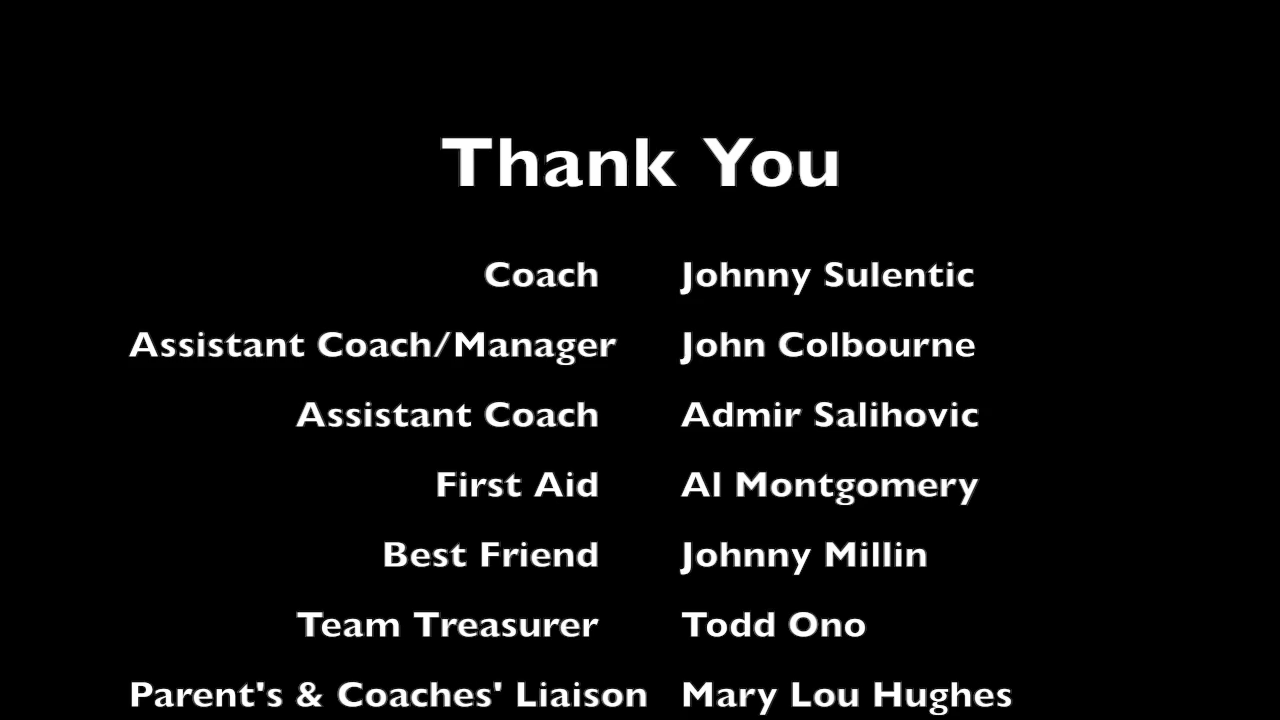 Thank You
Coach Johnny Sulentic
Assistant Coach/Manager John Colbourne
Assistant Coach Admir Salihovic
First Aid Al Montgomery
Best Friend Johnny Millin
Team Treasurer Todd Ono
Parent's & Coaches' Liaison Mary Lou Hughes